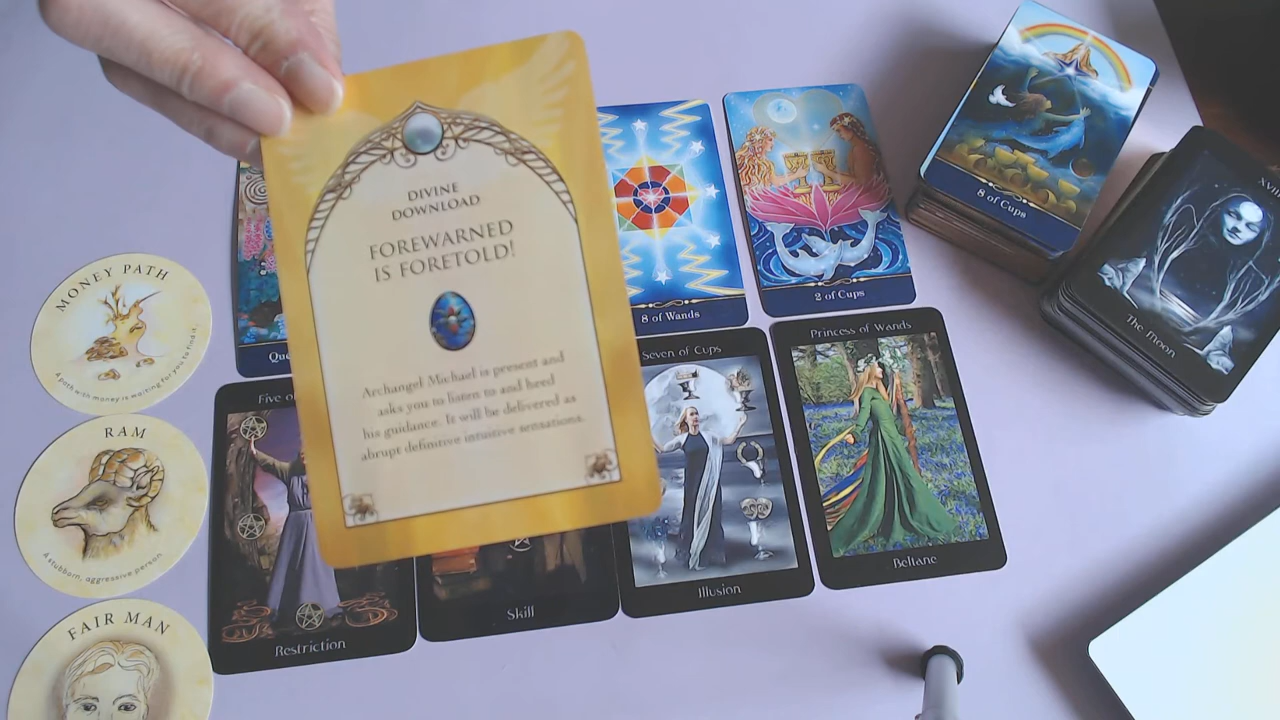 DIVINE
DOWNLOAD
FOREWARNED
IS FORETOLD!
Archangel Michael is present and
asks you to listen to and heed
his guidance. It will be delivered as
abrupt definitive intuitive sensations.
MONEY PATH
A path with money is waiting for you to find it.
RAM
A stubborn, aggressive person.
FAIR MAN
8 of Wands
2 of Cups
8 of Cups
XVIII
The Moon
Five
Restriction
Skill
Seven of Cups
Illusion
Princess of Wands
Beltane